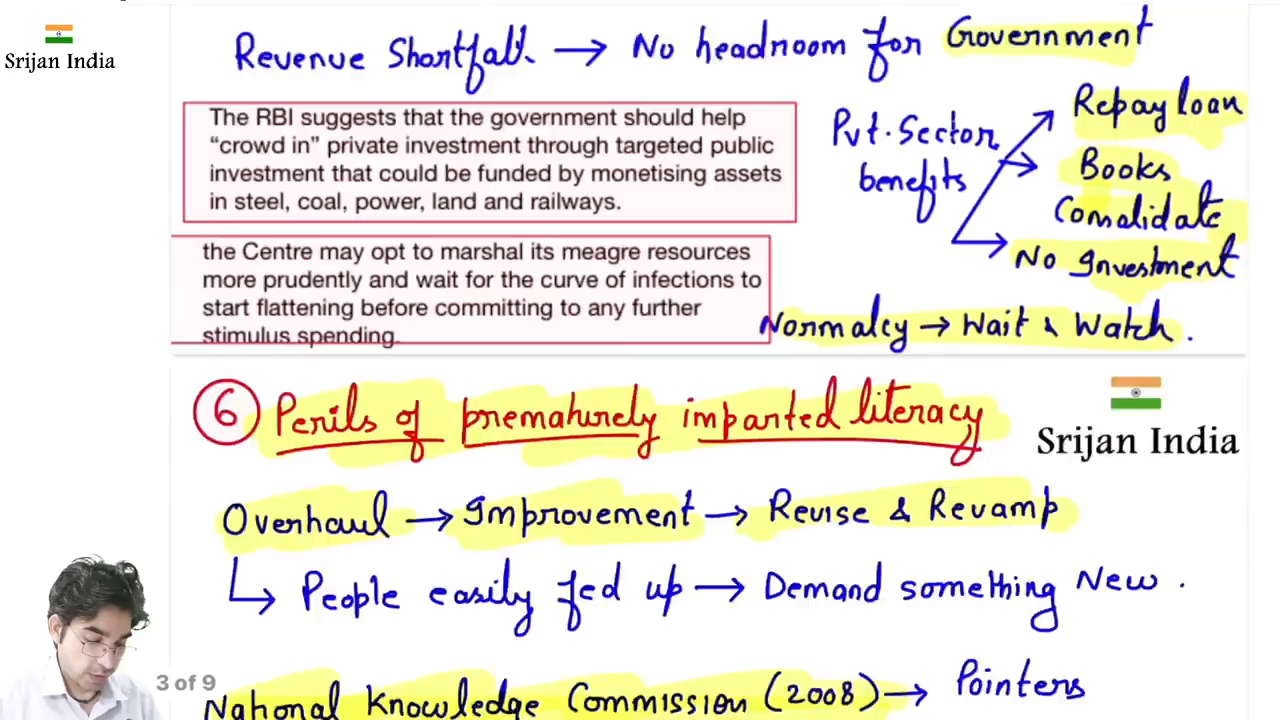 Srijan India
Revenue Shortfall → No headroom for Government
The RBI suggests that the government should help
"crowd in" private investment through targeted public
investment that could be funded by monetising assets
in steel, coal, power, land and railways.
Pvt. Sector benefits
Repay loan
Books Consolidate
No Investment
the Centre may opt to marshal its meagre resources
more prudently and wait for the curve of infections to
start flattening before committing to any further
stimulus spending.
Normalcy → Wait & Watch.
6 Perils of prematurely imparted literacy
Srijan India
Overhaul → Improvement → Revise & Revamp
↳ People easily fed up → Demand something New.
3 of 9
National Knowledge Commission (2008) → Pointers